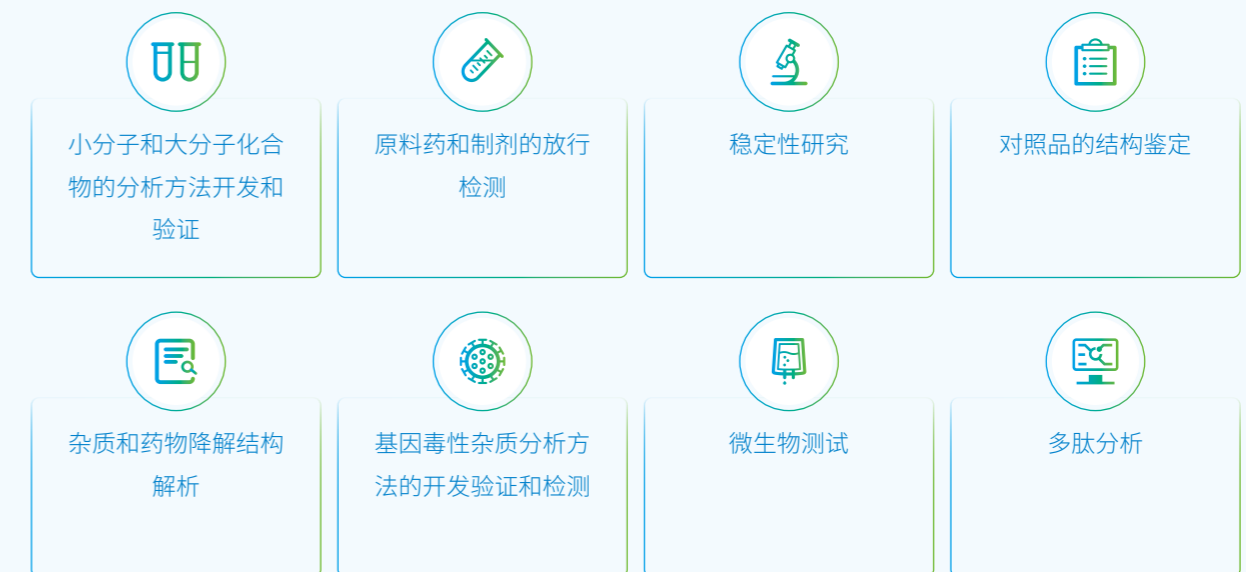 小分子和大分子化合
物的分析方法开发和
验证
原料药和制剂的放行
检测
稳定性研究
对照品的结构鉴定
杂质和药物降解结构
解析
基因毒性杂质分析方
法的开发验证和检测
微生物测试
多肽分析